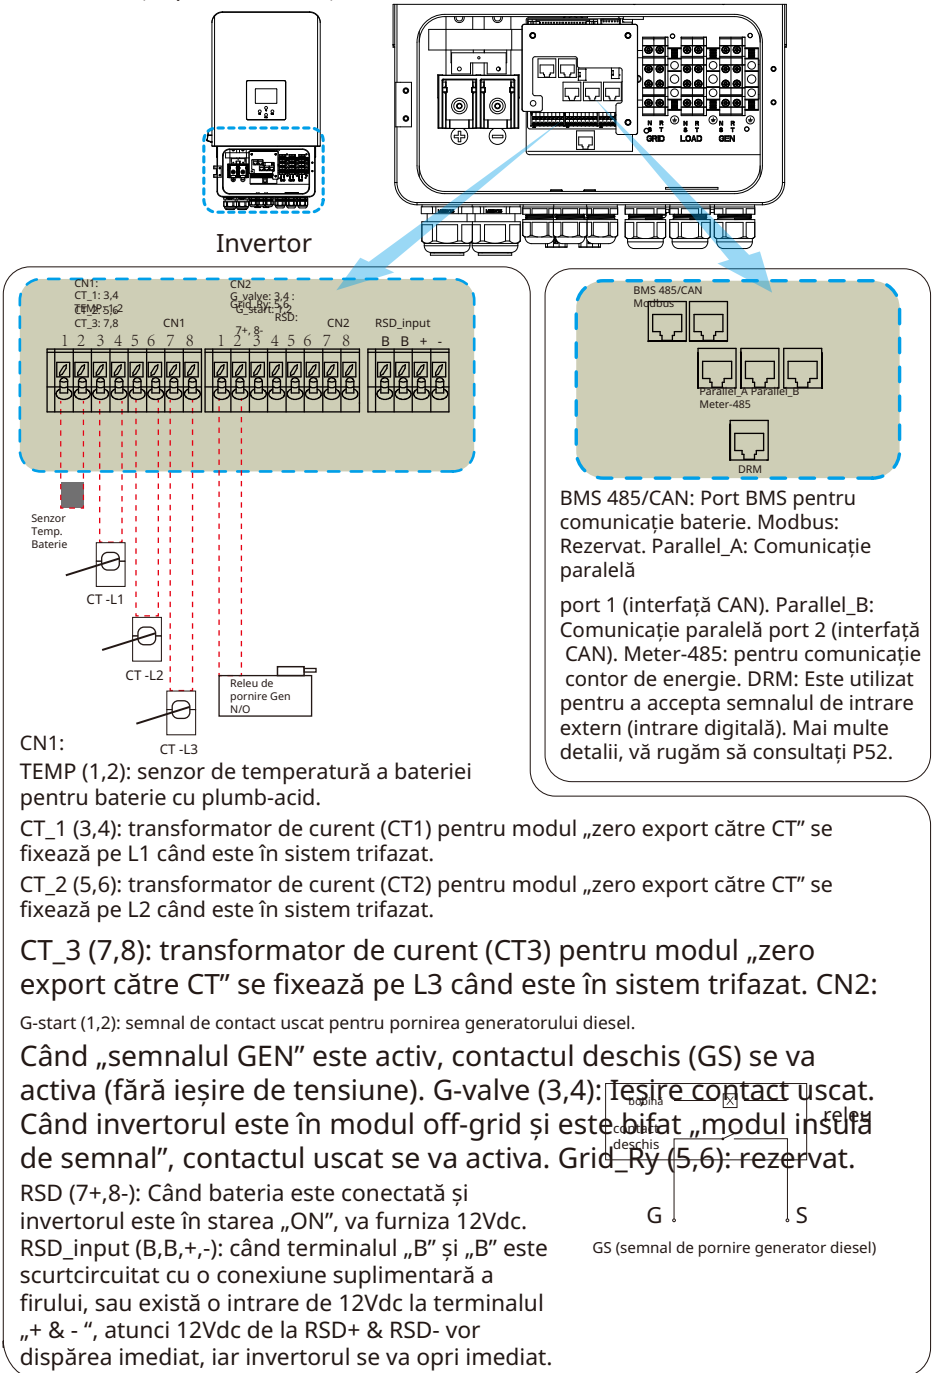 N R
S T
GRID
N R
S T
LOAD
N R
S T
GEN
Invertor
CN1:
CT_1: 3,4
TEMP: 1,2
CT_2: 5,6
CT_3: 7,8
CN1
CN2
G_valve: 3,4 :
Grid_Ry: 5,6
G_start: 1,2
RSD:
7+, 8-
CN2
RSD_input
1 2 3 4 5 6 7 8
1 2 3 4 5 6 7 8
B B + -
Senzor
Temp.
Baterie
CT -L1
CT -L2
CT -L3
Releu de
pornire Gen
N/O
BMS 485/CAN
Modbus
Parallel_A Parallel_B
Meter-485
DRM
BMS 485/CAN: Port BMS pentru
comunicație baterie. Modbus:
Rezervat. Parallel_A: Comunicație
paralelă
port 1 (interfață CAN). Parallel_B:
Comunicație paralelă port 2 (interfață
CAN). Meter-485: pentru comunicație
contor de energie. DRM: Este utilizat
pentru a accepta semnalul de intrare
extern (intrare digitală). Mai multe
detalii, vă rugăm să consultați P52.
CN1:
TEMP (1,2): senzor de temperatură a bateriei
pentru baterie cu plumb-acid.
CT_1 (3,4): transformator de curent (CT1) pentru modul „zero export către CT” se
fixează pe L1 când este în sistem trifazat.
CT_2 (5,6): transformator de curent (CT2) pentru modul „zero export către CT” se
fixează pe L2 când este în sistem trifazat.
CT_3 (7,8): transformator de curent (CT3) pentru modul „zero
export către CT” se fixează pe L3 când este în sistem trifazat. CN2:
G-start (1,2): semnal de contact uscat pentru pornirea generatorului diesel.
Când „semnalul GEN” este activ, contactul deschis (GS) se va
activa (fără ieșire de tensiune). G-valve (3,4): Ieșire contact uscat.
Când invertorul este în modul off-grid și este bifat „modul insulă
de semnal”, contactul uscat se va activa. Grid_Ry (5,6): rezervat.
bobină
releu
contact
deschis
G
S
GS (semnal de pornire generator diesel)
RSD (7+,8-): Când bateria este conectată și
invertorul este în starea „ON”, va furniza 12Vdc.
RSD_input (B,B,+,-): când terminalul „B” și „B” este
scurtcircuitat cu o conexiune suplimentară a
firului, sau există o intrare de 12Vdc la terminalul
„+ & - “, atunci 12Vdc de la RSD+ & RSD- vor
dispărea imediat, iar invertorul se va opri imediat.